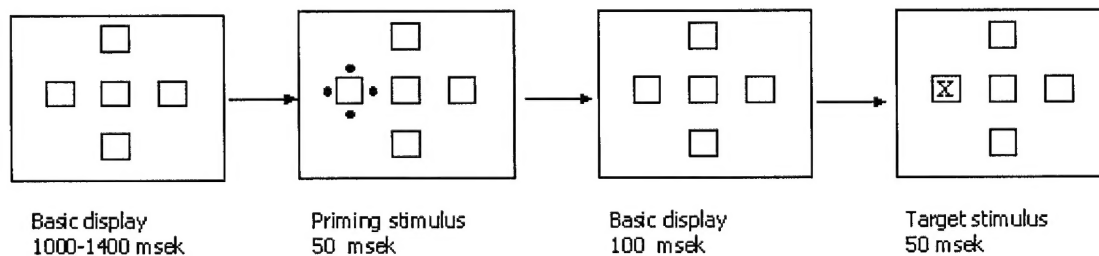 X
Basic display
1000-1400 msek
Priming stimulus
50 msek
Basic display
100 msek
Target stimulus
50 msek